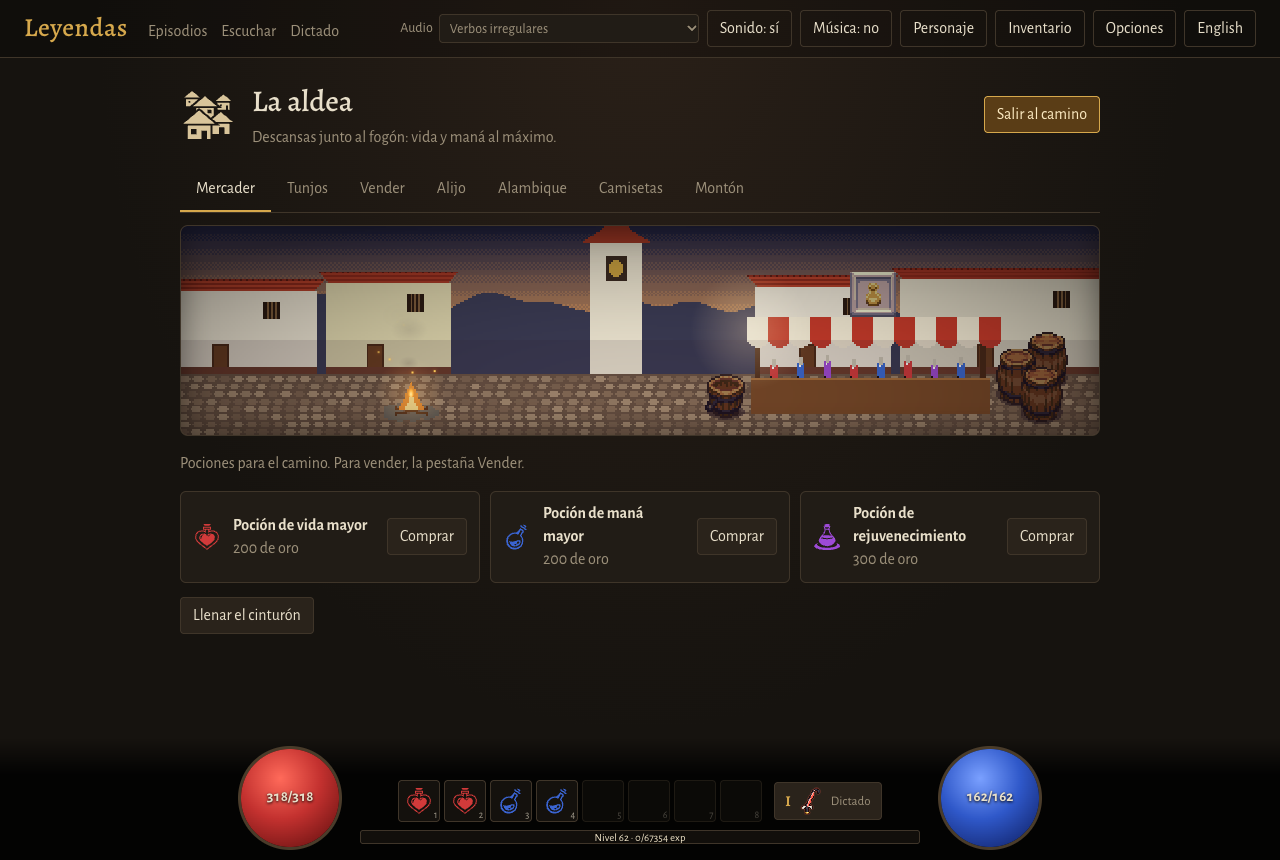 Leyendas Episodios Escuchar Dictado Audio Verbos irregulares Sonido: sí Música: no Personaje Inventario Opciones English
La aldea
Descansas junto al fogón: vida y maná al máximo.
Salir al camino
Mercader Tunjos Vender Alijo Alambique Camisetas Montón
Pociones para el camino. Para vender, la pestaña Vender.
Poción de vida mayor
200 de oro
Comprar
Poción de maná
mayor
200 de oro
Comprar
Poción de
rejuvenecimiento
300 de oro
Comprar
Llenar el cinturón
318/318
1 2 3 4 5 6 7 8
I Dictado
162/162
Nivel 62 · 0/67354 exp